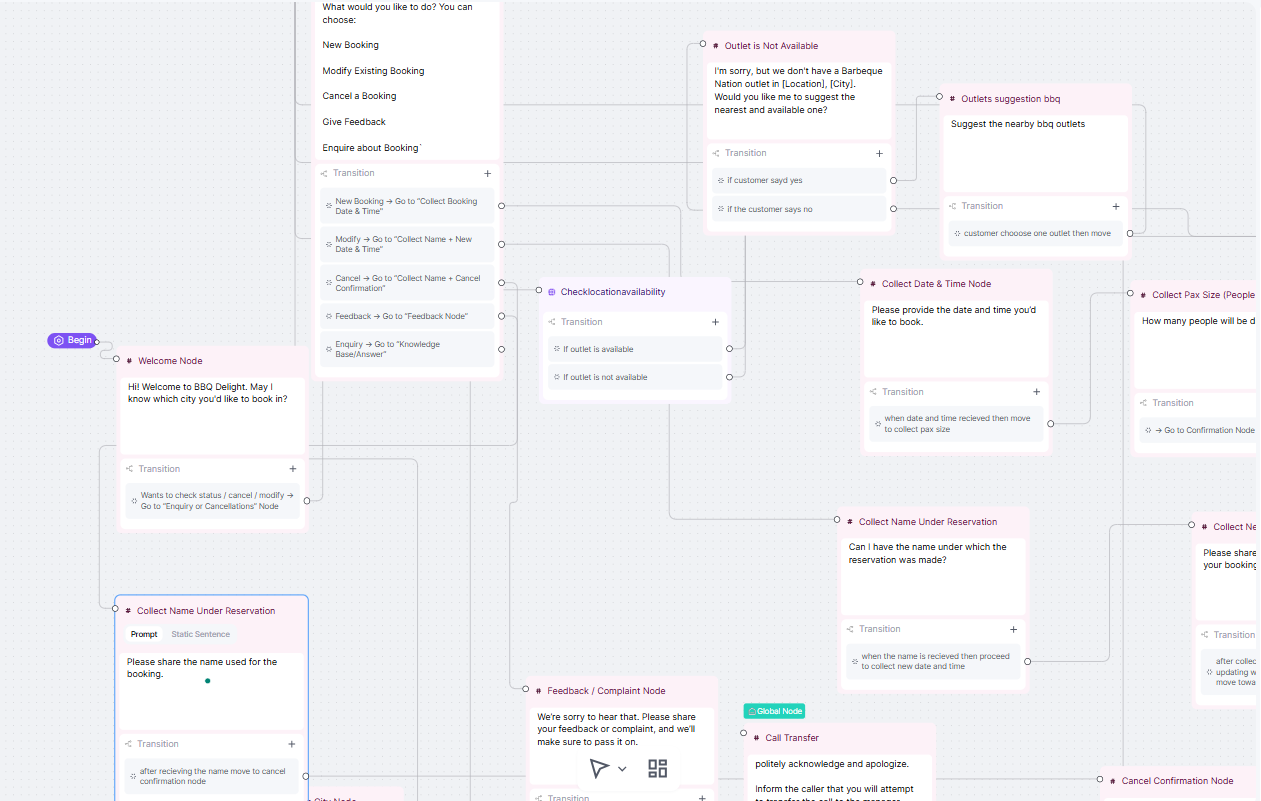 What would you like to do? You can
choose:
New Booking
Modify Existing Booking
Cancel a Booking
Give Feedback
Enquire about Booking`
Transition
New Booking → Go to “Collect Booking
Date & Time”
Modify → Go to “Collect Name + New
Date & Time”
Cancel → Go to “Collect Name + Cancel
Confirmation”
Feedback → Go to “Feedback Node”
Enquiry → Go to “Knowledge
Base/Answer”
# Outlet is Not Available
I'm sorry, but we don't have a Barbeque
Nation outlet in [Location], [City].
Would you like me to suggest the
nearest and available one?
Transition
if customer sayd yes
if the customer says no
# Outlets suggestion bbq
Suggest the nearby bbq outlets
Transition
customer chooose one outlet then move
Checklocationavailability
Transition
If outlet is available
If outlet is not available
# Collect Date & Time Node
Please provide the date and time you'd
like to book.
Transition
when date and time recieved then move
to collect pax size
# Collect Pax Size (People
How many people will be d
Transition
→ Go to Confirmation Node
Begin
# Welcome Node
Hi! Welcome to BBQ Delight. May I
know which city you'd like to book in?
Transition
Wants to check status / cancel / modify →
Go to “Enquiry or Cancellations” Node
# Collect Name Under Reservation
Can I have the name under which the
reservation was made?
Transition
when the name is recieved then proceed
to collect new date and time
# Collect Ne
Please share
your booking
Transition
after collec
updating w
move towa
# Collect Name Under Reservation
Prompt Static Sentence
Please share the name used for the
booking.
Transition
after recieving the name move to cancel
confirmation node
# Feedback / Complaint Node
We're sorry to hear that. Please share
your feedback or complaint, and we'll
make sure to pass it on.
Transition
Global Node
# Call Transfer
politely acknowledge and apologize.
Inform the caller that you will attempt
to transfer the call to the manager
# Cancel Confirmation Node
City Node